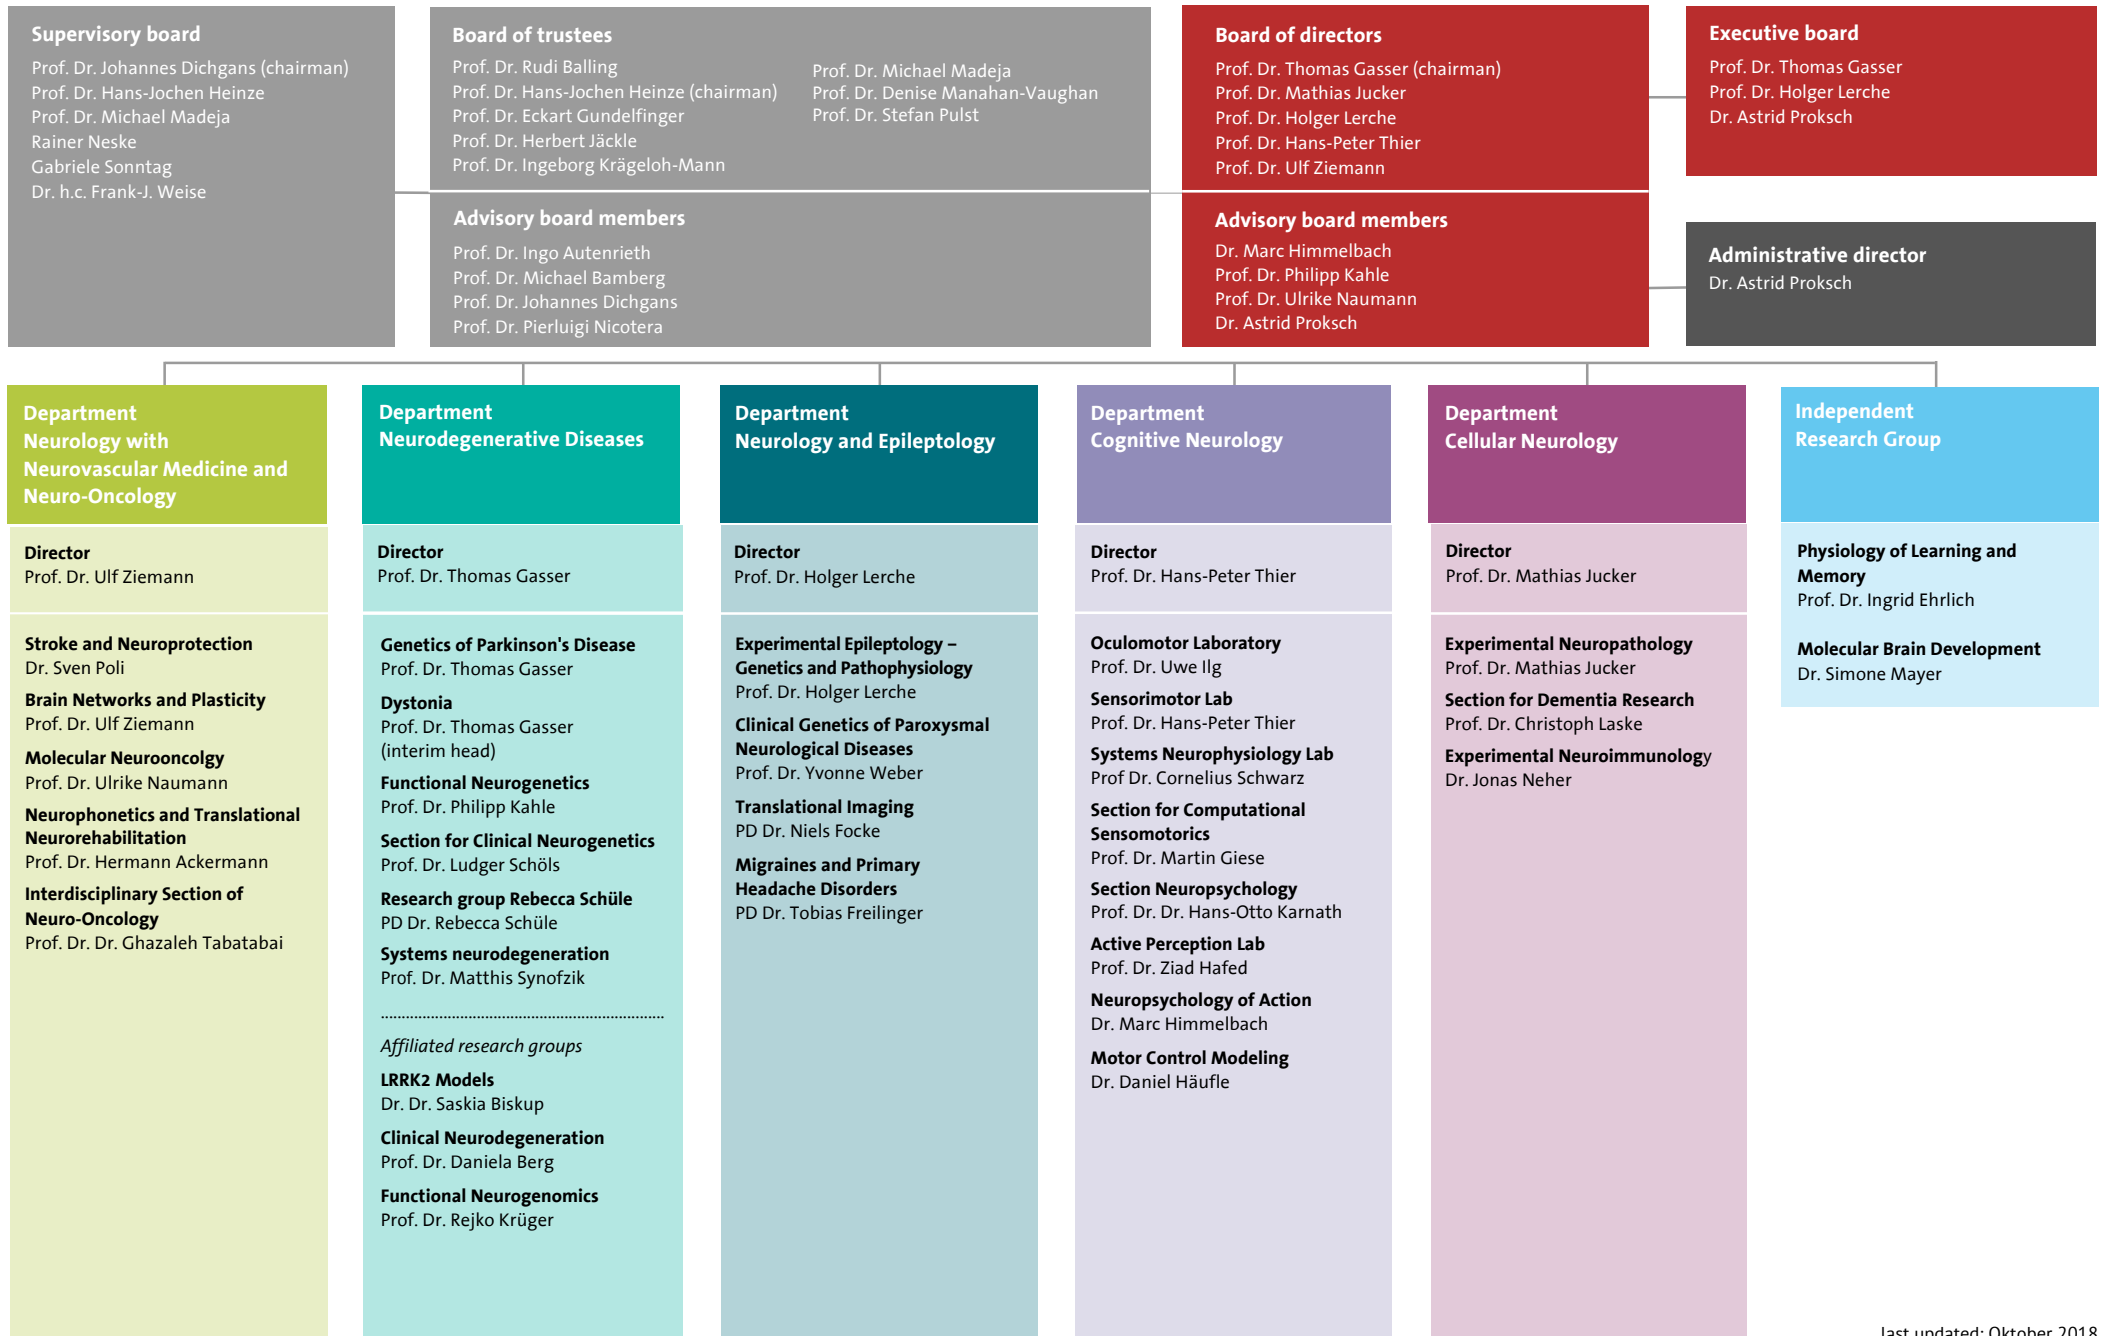 Supervisory board
Prof. Dr. Johannes Dichgans (chairman)
Prof. Dr. Hans-Jochen Heinze
Prof. Dr. Michael Madeja
Rainer Neske
Gabriele Sonntag
Dr. h.c. Frank-J. Weise
Board of trustees
Prof. Dr. Rudi Balling
Prof. Dr. Hans-Jochen Heinze (chairman)
Prof. Dr. Eckart Gundelfinger
Prof. Dr. Herbert Jäckle
Prof. Dr. Ingeborg Krägeloh-Mann
Prof. Dr. Michael Madeja
Prof. Dr. Denise Manahan-Vaughan
Prof. Dr. Stefan Pulst
Advisory board members
Prof. Dr. Ingo Autenrieth
Prof. Dr. Michael Bamberg
Prof. Dr. Johannes Dichgans
Prof. Dr. Pierluigi Nicotera
Board of directors
Prof. Dr. Thomas Gasser (chairman)
Prof. Dr. Mathias Jucker
Prof. Dr. Holger Lerche
Prof. Dr. Hans-Peter Thier
Prof. Dr. Ulf Ziemann
Advisory board members
Dr. Marc Himmelbach
Prof. Dr. Philipp Kahle
Prof. Dr. Ulrike Naumann
Dr. Astrid Proksch
Executive board
Prof. Dr. Thomas Gasser
Prof. Dr. Holger Lerche
Dr. Astrid Proksch
Administrative director
Dr. Astrid Proksch
Department
Neurology with
Neurovascular Medicine and
Neuro-Oncology
Director
Prof. Dr. Ulf Ziemann
Stroke and Neuroprotection
Dr. Sven Poli
Brain Networks and Plasticity
Prof. Dr. Ulf Ziemann
Molecular Neurooncolgy
Prof. Dr. Ulrike Naumann
Neurophonetics and Translational
Neurorehabilitation
Prof. Dr. Hermann Ackermann
Interdisciplinary Section of
Neuro-Oncology
Prof. Dr. Dr. Ghazaleh Tabatabai
Department
Neurodegenerative Diseases
Director
Prof. Dr. Thomas Gasser
Genetics of Parkinson's Disease
Prof. Dr. Thomas Gasser
Dystonia
Prof. Dr. Thomas Gasser
(interim head)
Functional Neurogenetics
Prof. Dr. Philipp Kahle
Section for Clinical Neurogenetics
Prof. Dr. Ludger Schöls
Research group Rebecca Schüle
PD Dr. Rebecca Schüle
Systems neurodegeneration
Prof. Dr. Matthis Synofzik
Affiliated research groups
LRRK2 Models
Dr. Dr. Saskia Biskup
Clinical Neurodegeneration
Prof. Dr. Daniela Berg
Functional Neurogenomics
Prof. Dr. Rejko Krüger
Department
Neurology and Epileptology
Director
Prof. Dr. Holger Lerche
Experimental Epileptology –
Genetics and Pathophysiology
Prof. Dr. Holger Lerche
Clinical Genetics of Paroxysmal
Neurological Diseases
Prof. Dr. Yvonne Weber
Translational Imaging
PD Dr. Niels Focke
Migraines and Primary
Headache Disorders
PD Dr. Tobias Freilinger
Department
Cognitive Neurology
Director
Prof. Dr. Hans-Peter Thier
Oculomotor Laboratory
Prof. Dr. Uwe Ilg
Sensorimotor Lab
Prof. Dr. Hans-Peter Thier
Systems Neurophysiology Lab
Prof Dr. Cornelius Schwarz
Section for Computational
Sensomotorics
Prof. Dr. Martin Giese
Section Neuropsychology
Prof. Dr. Dr. Hans-Otto Karnath
Active Perception Lab
Prof. Dr. Ziad Hafed
Neuropsychology of Action
Dr. Marc Himmelbach
Motor Control Modeling
Dr. Daniel Häufle
Department
Cellular Neurology
Director
Prof. Dr. Mathias Jucker
Experimental Neuropathology
Prof. Dr. Mathias Jucker
Section for Dementia Research
Prof. Dr. Christoph Laske
Experimental Neuroimmunology
Dr. Jonas Neher
Independent
Research Group
Physiology of Learning and
Memory
Prof. Dr. Ingrid Ehrlich
Molecular Brain Development
Dr. Simone Mayer
last updated: Oktober 2018